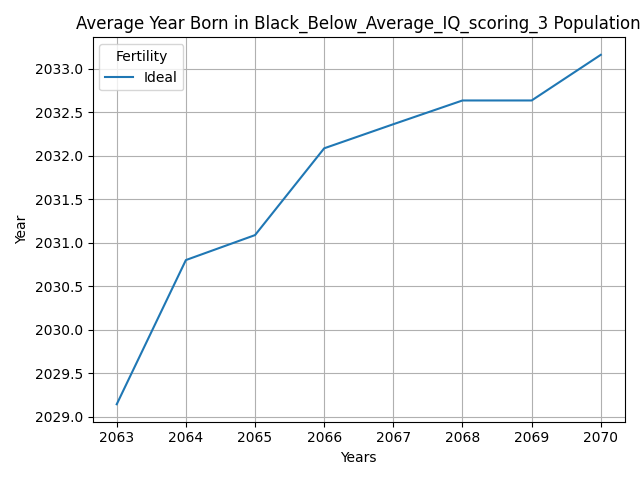 Average Year Born in Black_Below_Average_IQ_scoring_3 Population
Fertility
Ideal
2033.0
2032.5
2032.0
2031.5
2031.0
2030.5
2030.0
2029.5
2029.0
Year
2063 2064 2065 2066 2067 2068 2069 2070
Years